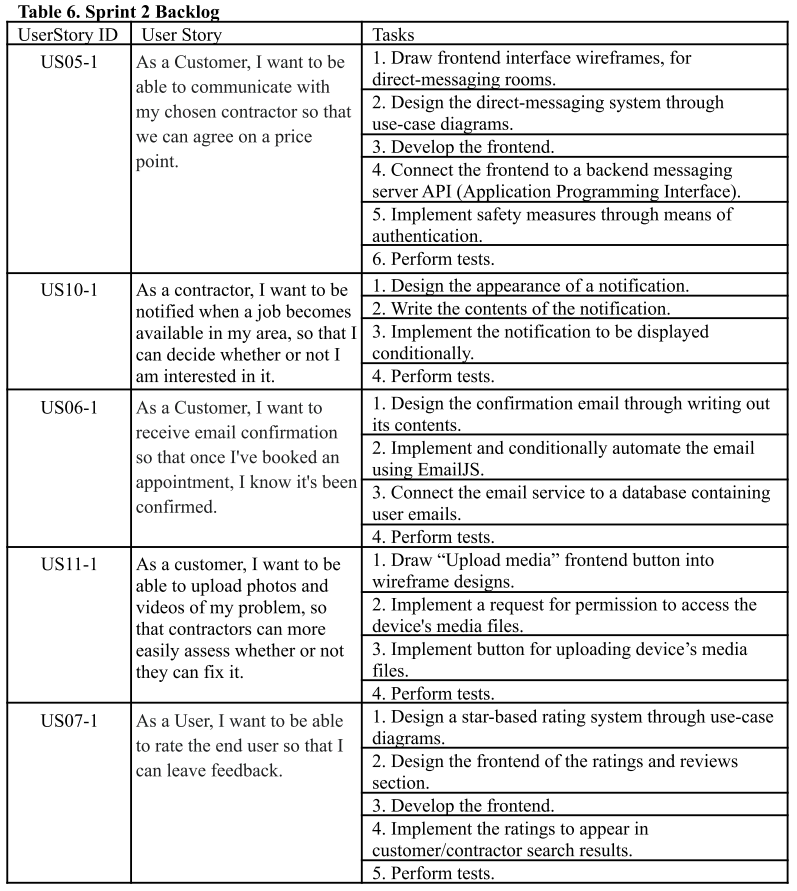 Table 6. Sprint 2 Backlog
UserStory ID User Story Tasks
US05-1
As a Customer, I want to be
able to communicate with
my chosen contractor so that
we can agree on a price
point.
1. Draw frontend interface wireframes, for
direct-messaging rooms.
2. Design the direct-messaging system through
use-case diagrams.
3. Develop the frontend.
4. Connect the frontend to a backend messaging
server API (Application Programming Interface).
5. Implement safety measures through means of
authentication.
6. Perform tests.
US10-1
As a contractor, I want to be
notified when a job becomes
available in my area, so that I
can decide whether or not I
am interested in it.
1. Design the appearance of a notification.
2. Write the contents of the notification.
3. Implement the notification to be displayed
conditionally.
4. Perform tests.
US06-1
As a Customer, I want to
receive email confirmation
so that once I've booked an
appointment, I know it's been
confirmed.
1. Design the confirmation email through writing out
its contents.
2. Implement and conditionally automate the email
using EmailJS.
3. Connect the email service to a database containing
user emails.
4. Perform tests.
US11-1
As a customer, I want to be
able to upload photos and
videos of my problem, so
that contractors can more
easily assess whether or not
they can fix it.
1. Draw “Upload media” frontend button into
wireframe designs.
2. Implement a request for permission to access the
device's media files.
3. Implement button for uploading device’s media
files.
4. Perform tests.
US07-1
As a User, I want to be able
to rate the end user so that I
can leave feedback.
1. Design a star-based rating system through use-case
diagrams.
2. Design the frontend of the ratings and reviews
section.
3. Develop the frontend.
4. Implement the ratings to appear in
customer/contractor search results.
5. Perform tests.